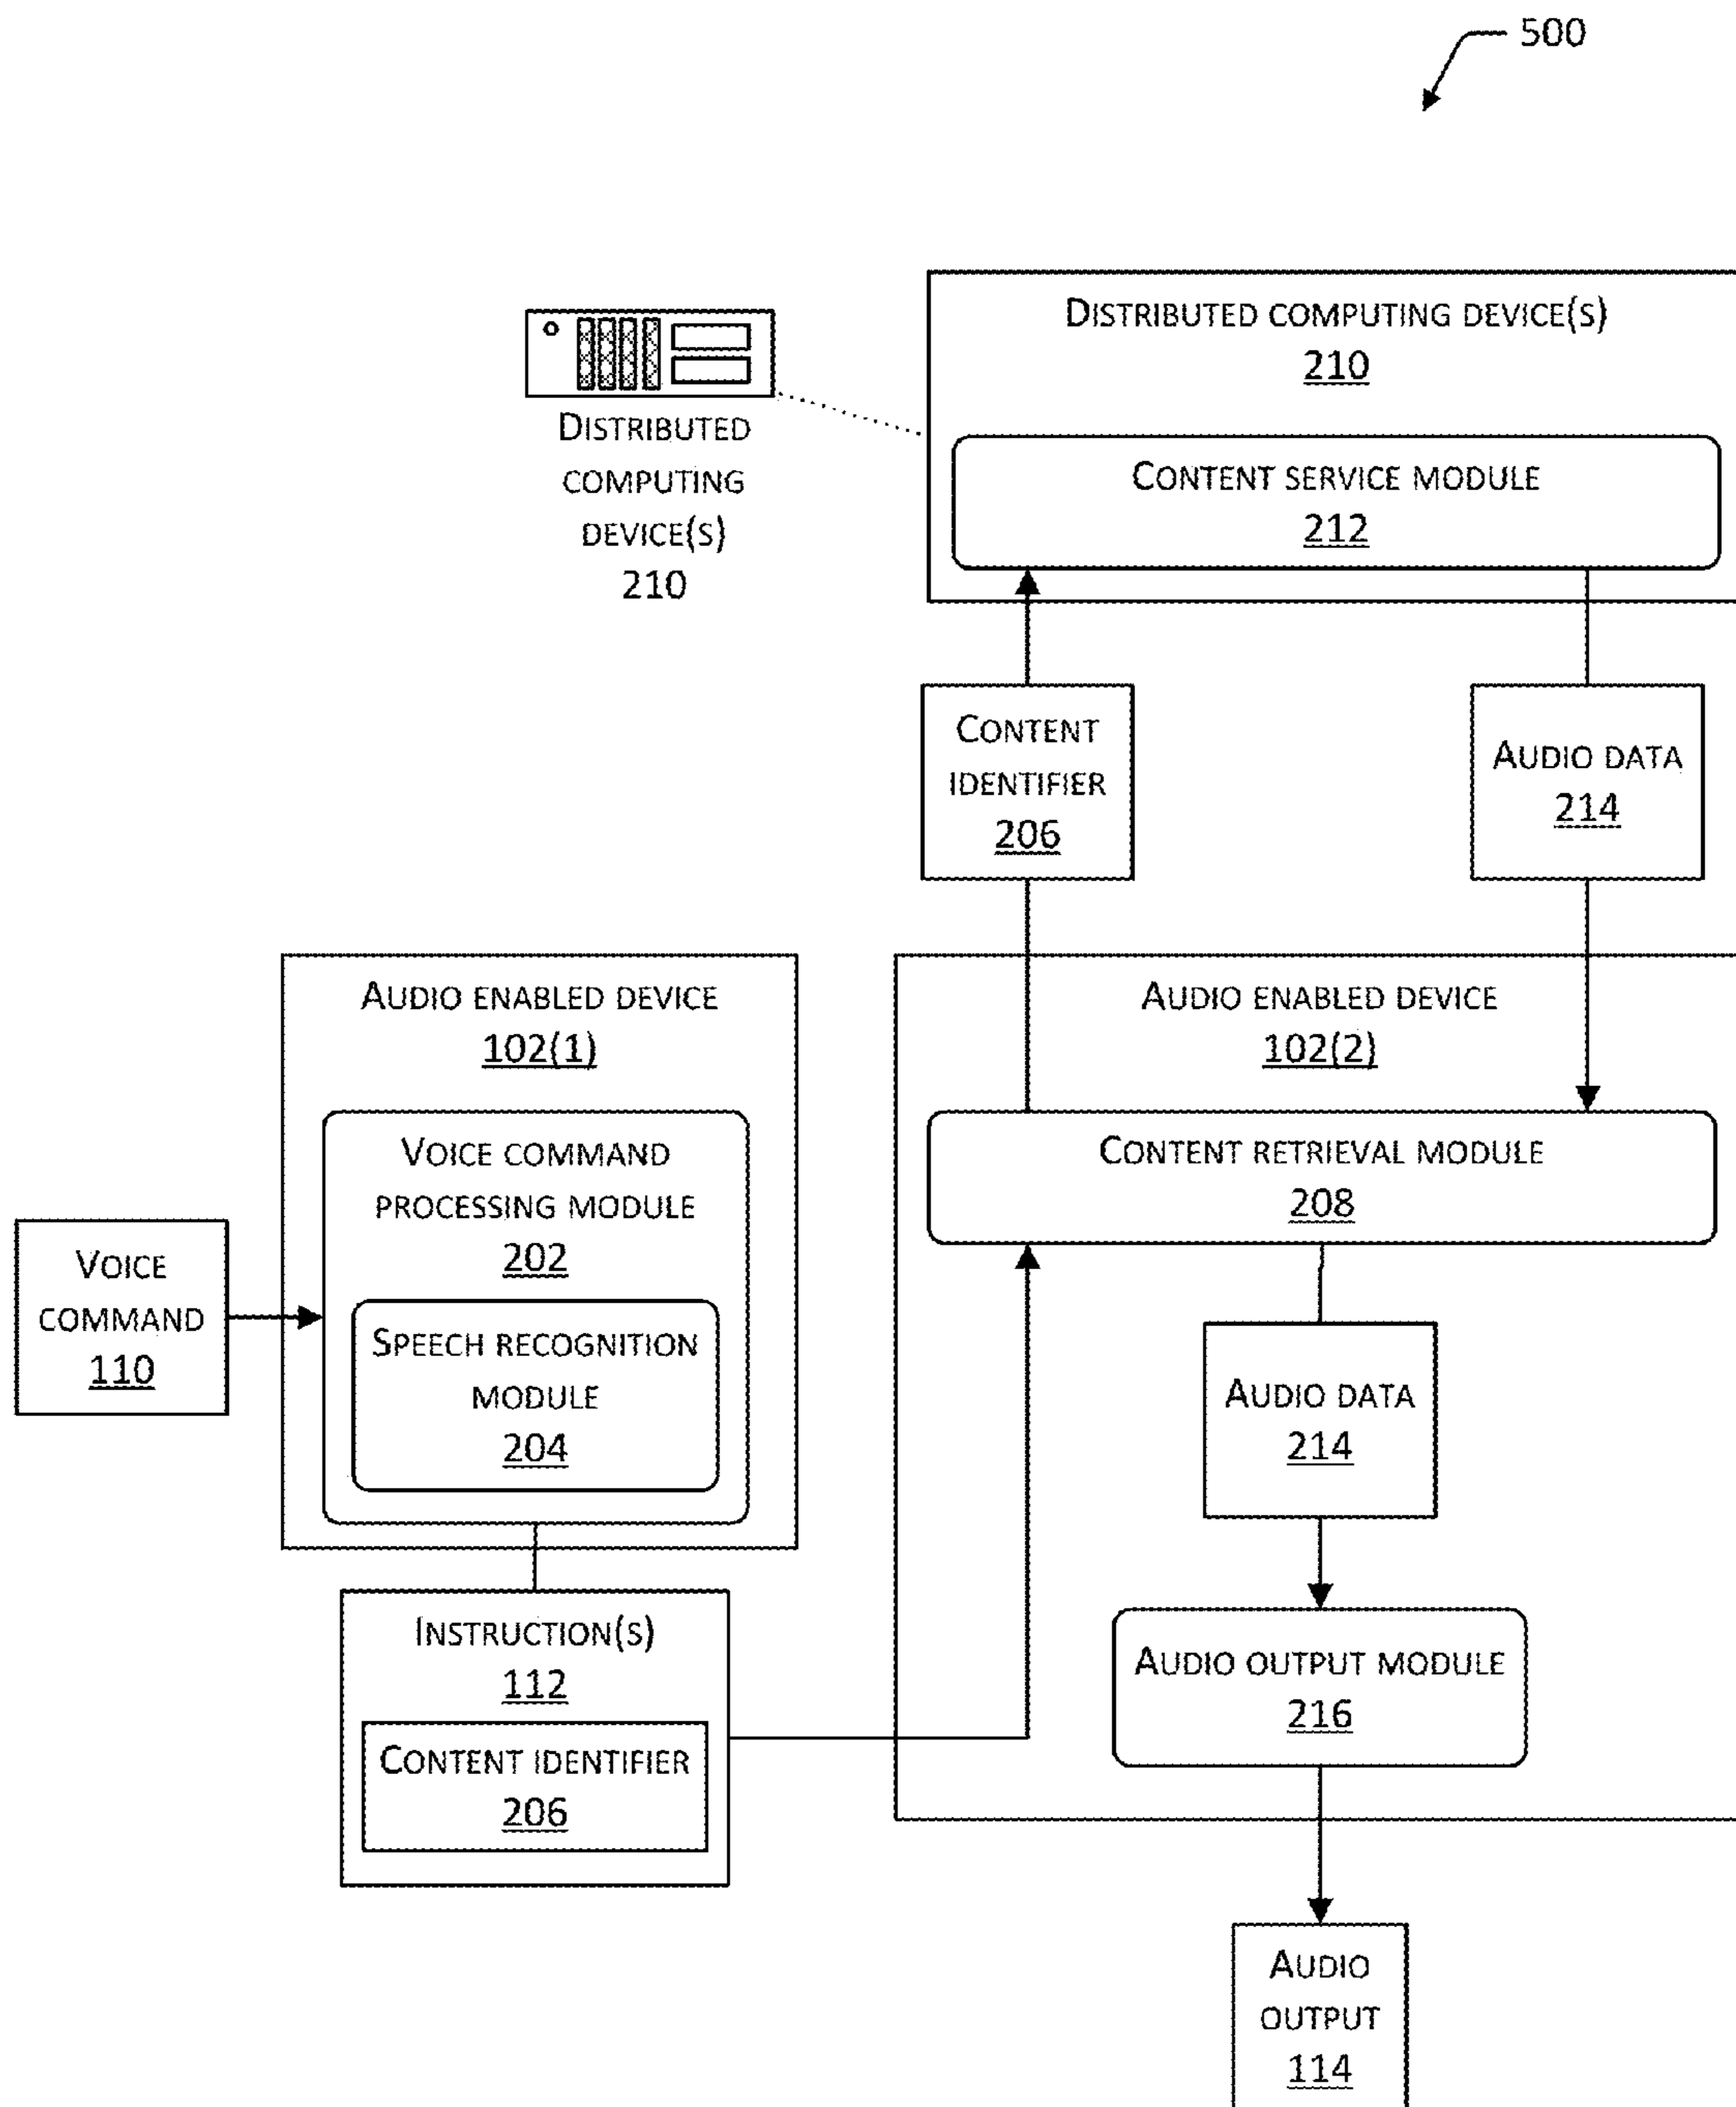 500
DISTRIBUTED COMPUTING DEVICE(S)
210
DISTRIBUTED
COMPUTING
DEVICE(S)
210
CONTENT SERVICE MODULE
212
CONTENT
IDENTIFIER
206
AUDIO DATA
214
AUDIO ENABLED DEVICE
102(1)
VOICE COMMAND
PROCESSING MODULE
202
SPEECH RECOGNITION
MODULE
204
VOICE
COMMAND
110
AUDIO ENABLED DEVICE
102(2)
CONTENT RETRIEVAL MODULE
208
AUDIO DATA
214
INSTRUCTION(S)
112
CONTENT IDENTIFIER
206
AUDIO OUTPUT MODULE
216
AUDIO
OUTPUT
114